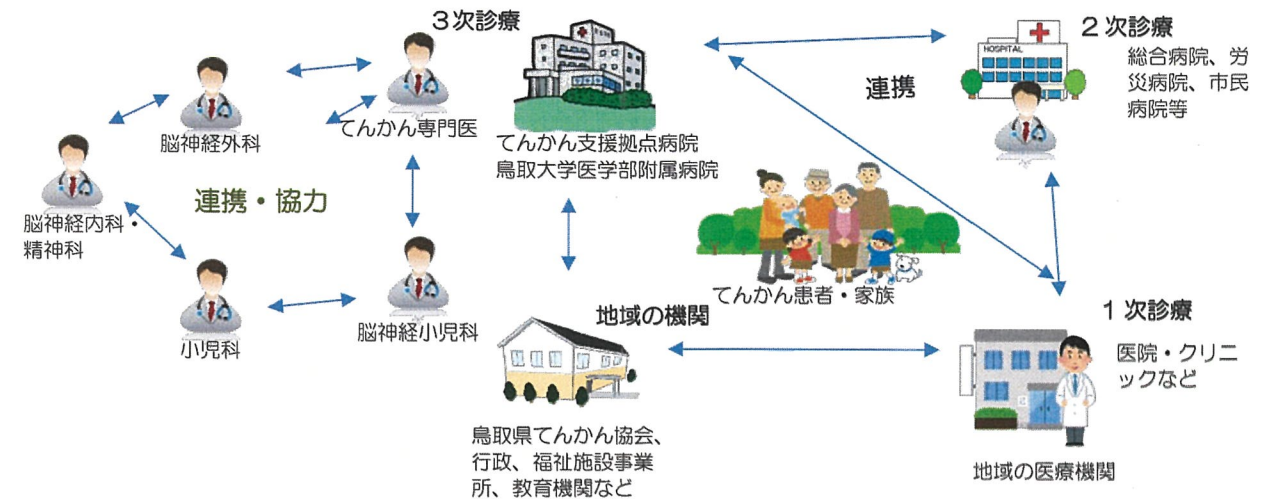 3次診療
2次診療
総合病院、労
災病院、市民
病院等
HOSPITAL
連携
脳神経外科
てんかん専門医
てんかん支援拠点病院
鳥取大学医学部附属病院
連携・協力
脳神経内科・
精神科
てんかん患者・家族
小児科
脳神経小児科
地域の機関
1次診療
医院・クリニ
ックなど
鳥取県てんかん協会、
行政、福祉施設事業
所、教育機関など
地域の医療機関